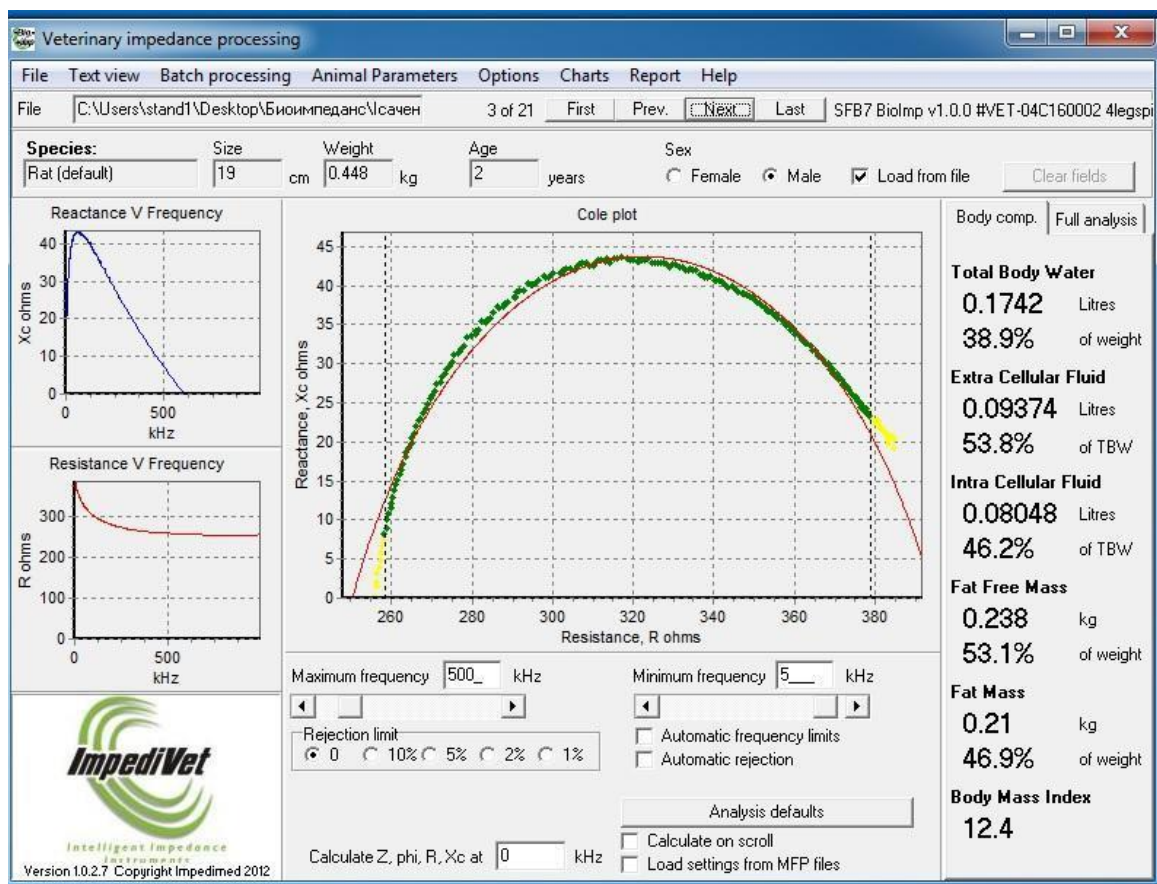 Veterinary impedance processing
File Text view Batch processing Animal Parameters Options Charts Report Help
File C:\Users\stand1\Desktop\Биоимпеданс\Ісачен 3 of 21 First Prev. Next Last SFB7 BioImp v1.0.0 #VET-04C160002 4legspi
Species: Size Weight Age Sex
Rat (default) 19 cm 0.448 kg 2 years Female Male Load from file Clear fields
Reactance V Frequency
40
30
20
10
0
Xc ohms
0 500
kHz
Resistance V Frequency
300
200
100
0
R ohms
0 500
kHz
Cole plot
45
40
35
30
25
20
15
10
5
0
Reactance, Xc ohms
260 280 300 320 340 360 380
Resistance, R ohms
Maximum frequency 500_ kHz Minimum frequency 5___ kHz
Rejection limit
0 10% 5% 2% 1%
Automatic frequency limits
Automatic rejection
Analysis defaults
Calculate on scroll
Calculate Z, phi, R, Xc at 0 kHz
Load settings from MFP files
Body comp. Full analysis
Total Body Water
0.1742 Litres
38.9% of weight
Extra Cellular Fluid
0.09374 Litres
53.8% of TBW
Intra Cellular Fluid
0.08048 Litres
46.2% of TBW
Fat Free Mass
0.238 kg
53.1% of weight
Fat Mass
0.21 kg
46.9% of weight
Body Mass Index
12.4
ImpediVet
Intelligent Impedance
Instruments
Version 1.0.2.7 Copyright Impedimed 2012